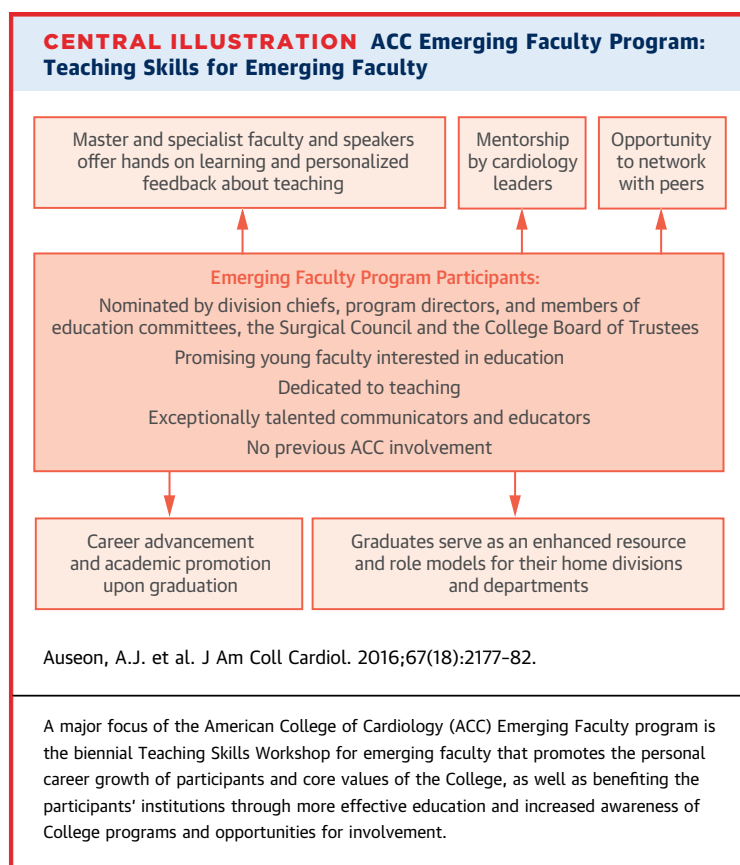 CENTRAL ILLUSTRATION ACC Emerging Faculty Program:
Teaching Skills for Emerging Faculty
Master and specialist faculty and speakers
offer hands on learning and personalized
feedback about teaching
Mentorship
by cardiology
leaders
Opportunity
to network
with peers
Emerging Faculty Program Participants:
Nominated by division chiefs, program directors, and members of
education committees, the Surgical Council and the College Board of Trustees
Promising young faculty interested in education
Dedicated to teaching
Exceptionally talented communicators and educators
No previous ACC involvement
Career advancement
and academic promotion
upon graduation
Graduates serve as an enhanced resource
and role models for their home divisions
and departments
Auseon, A.J. et al. J Am Coll Cardiol. 2016;67(18):2177–82.
A major focus of the American College of Cardiology (ACC) Emerging Faculty program is
the biennial Teaching Skills Workshop for emerging faculty that promotes the personal
career growth of participants and core values of the College, as well as benefiting the
participants' institutions through more effective education and increased awareness of
College programs and opportunities for involvement.